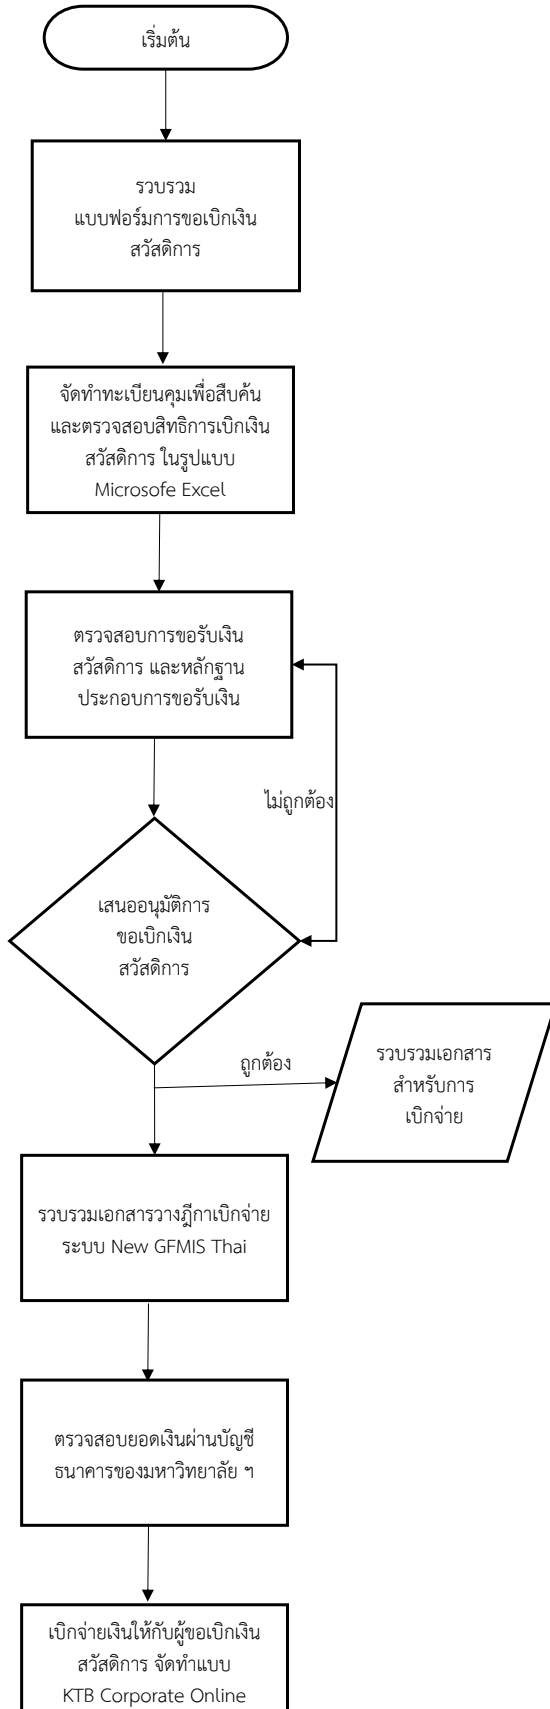 เริ่มต้น
รวบรวม
แบบฟอร์มการขอเบิกเงิน
สวัสดิการ
จัดทำทะเบียนคุมเพื่อสืบค้น
และตรวจสอบสิทธิการเบิกเงิน
สวัสดิการ ในรูปแบบ
Microsofe Excel
ตรวจสอบการขอรับเงิน
สวัสดิการ และหลักฐาน
ประกอบการขอรับเงิน
ไม่ถูกต้อง
เสนออนุมัติการ
ขอเบิกเงิน
สวัสดิการ
ถูกต้อง
รวบรวมเอกสาร
สำหรับการ
เบิกจ่าย
รวบรวมเอกสารวางฎีกาเบิกจ่าย
ระบบ New GFMIS Thai
ตรวจสอบยอดเงินผ่านบัญชี
ธนาคารของมหาวิทยาลัย ฯ
เบิกจ่ายเงินให้กับผู้ขอเบิกเงิน
สวัสดิการ จัดทำแบบ
KTB Corporate Online